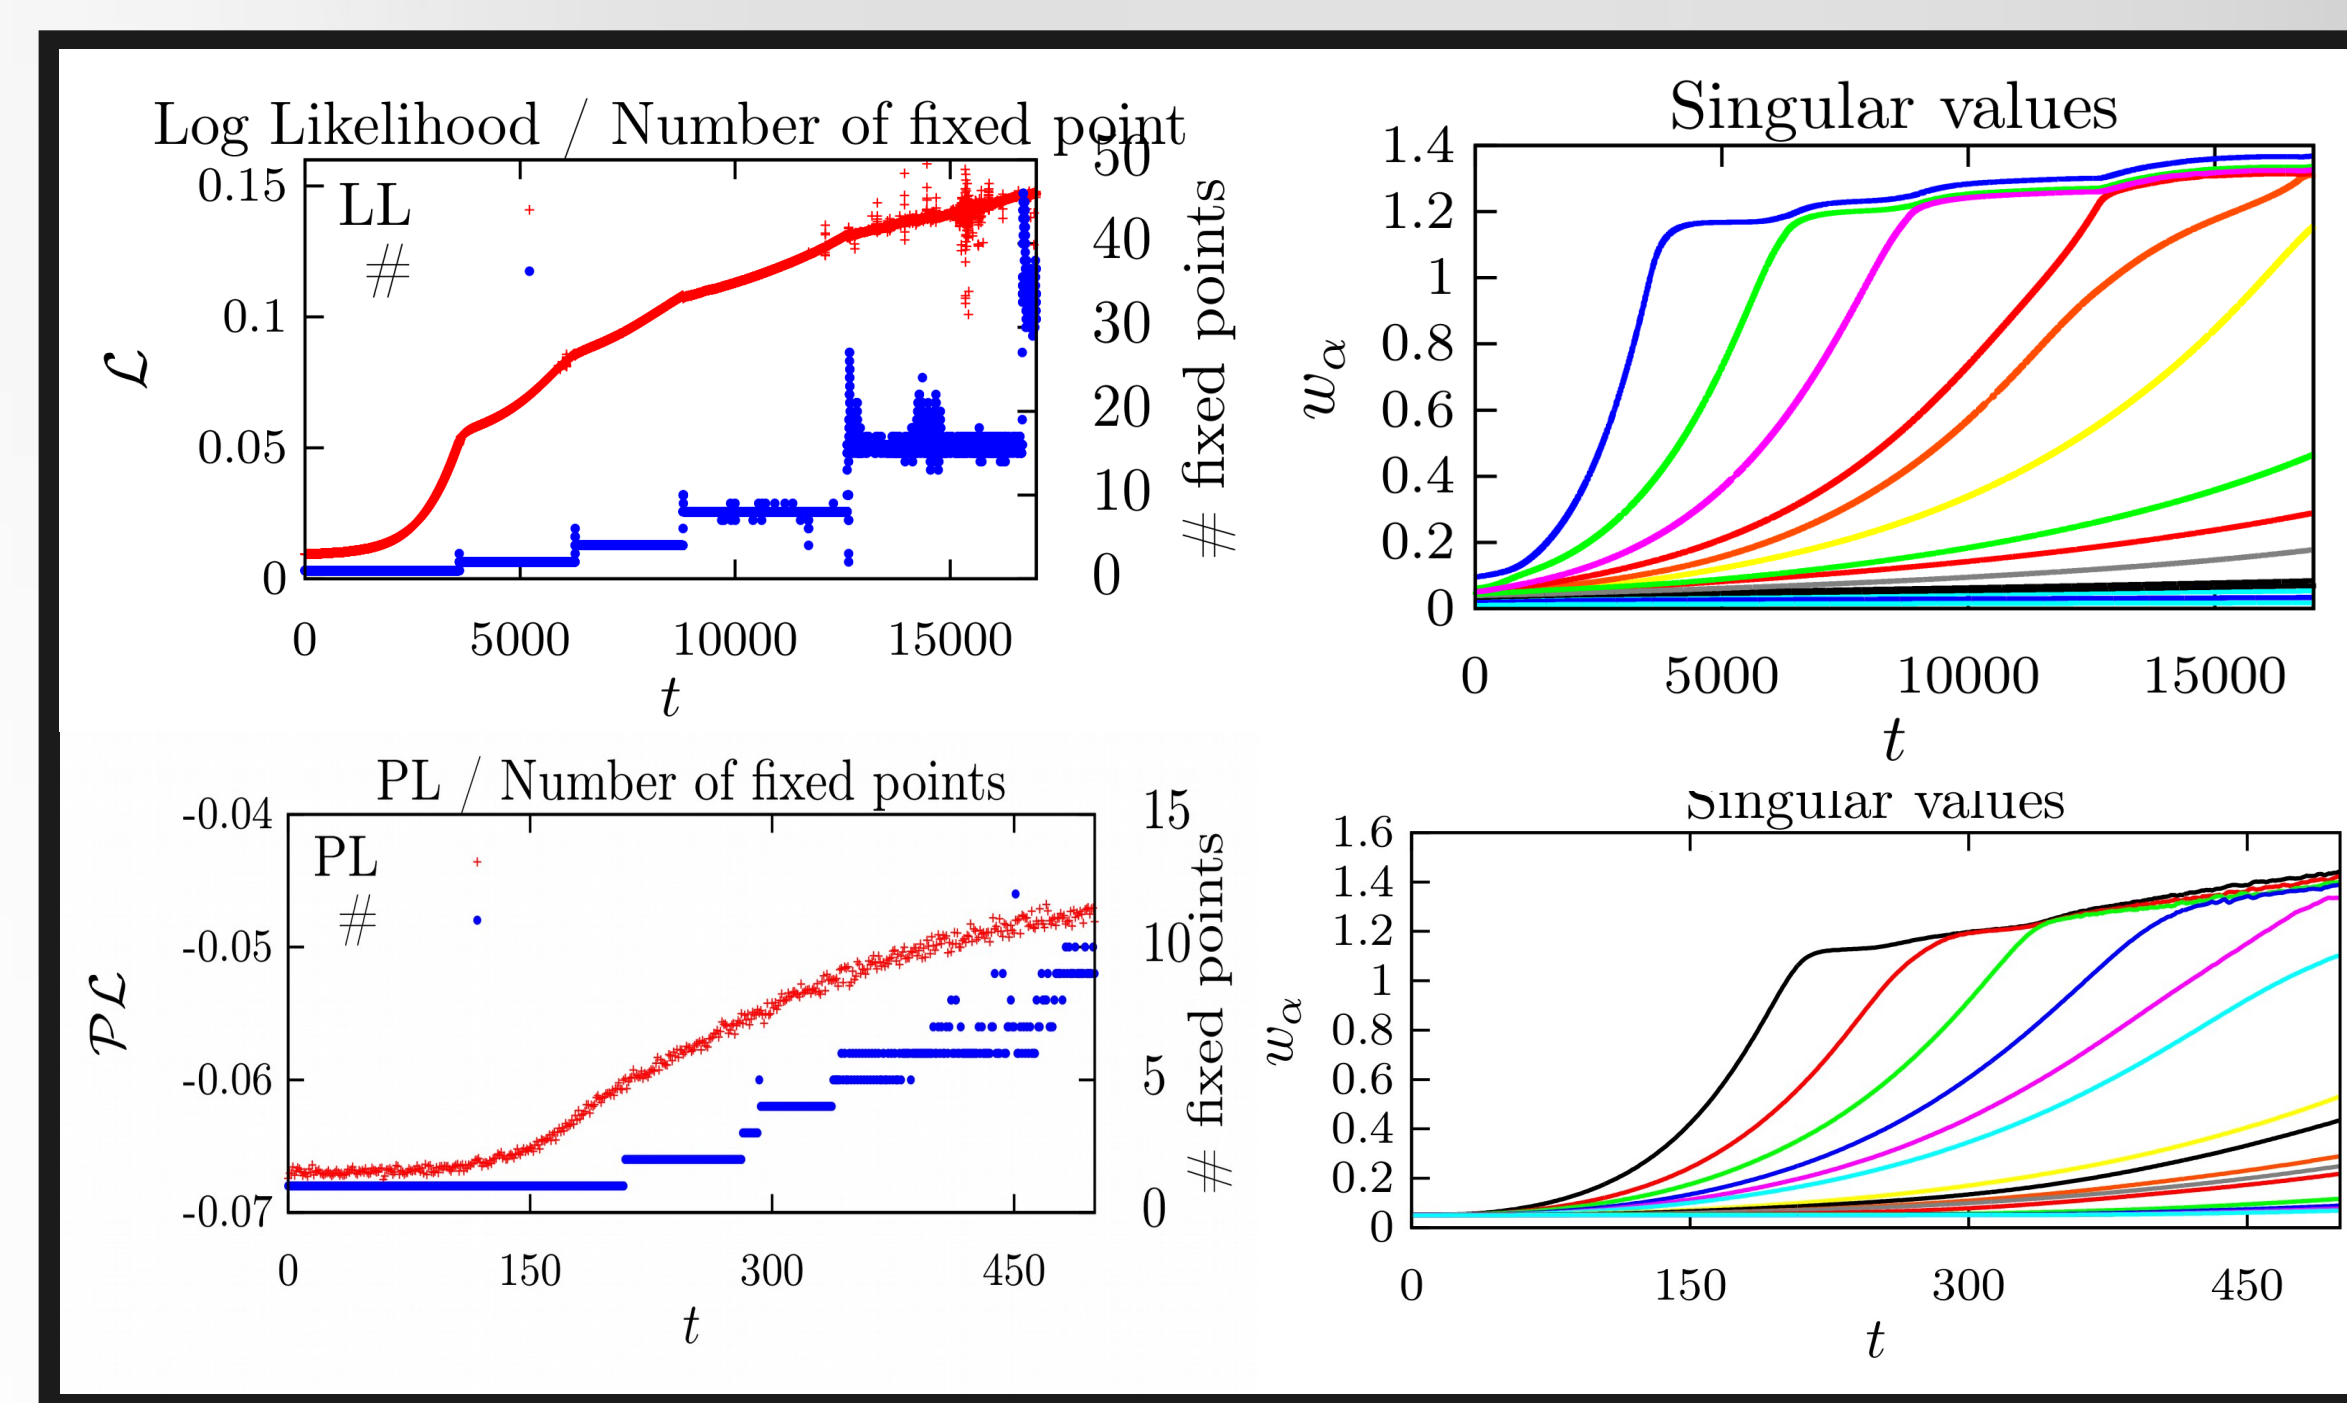 Log Likelihood / Number of fixed point
LL
#
0.15
0.1
0.05
0
ℒ
50
40
30
20
10
0
# fixed points
0 5000 10000 15000
t
Singular values
1.4
1.2
1
0.8
0.6
0.4
0.2
0
wα
0 5000 10000 15000
t
PL / Number of fixed points
PL
#
-0.04
-0.05
-0.06
-0.07
𝒫ℒ
15
10
5
0
# fixed points
0 150 300 450
t
Singular values
1.6
1.4
1.2
1
0.8
0.6
0.4
0.2
0
wα
0 150 300 450
t